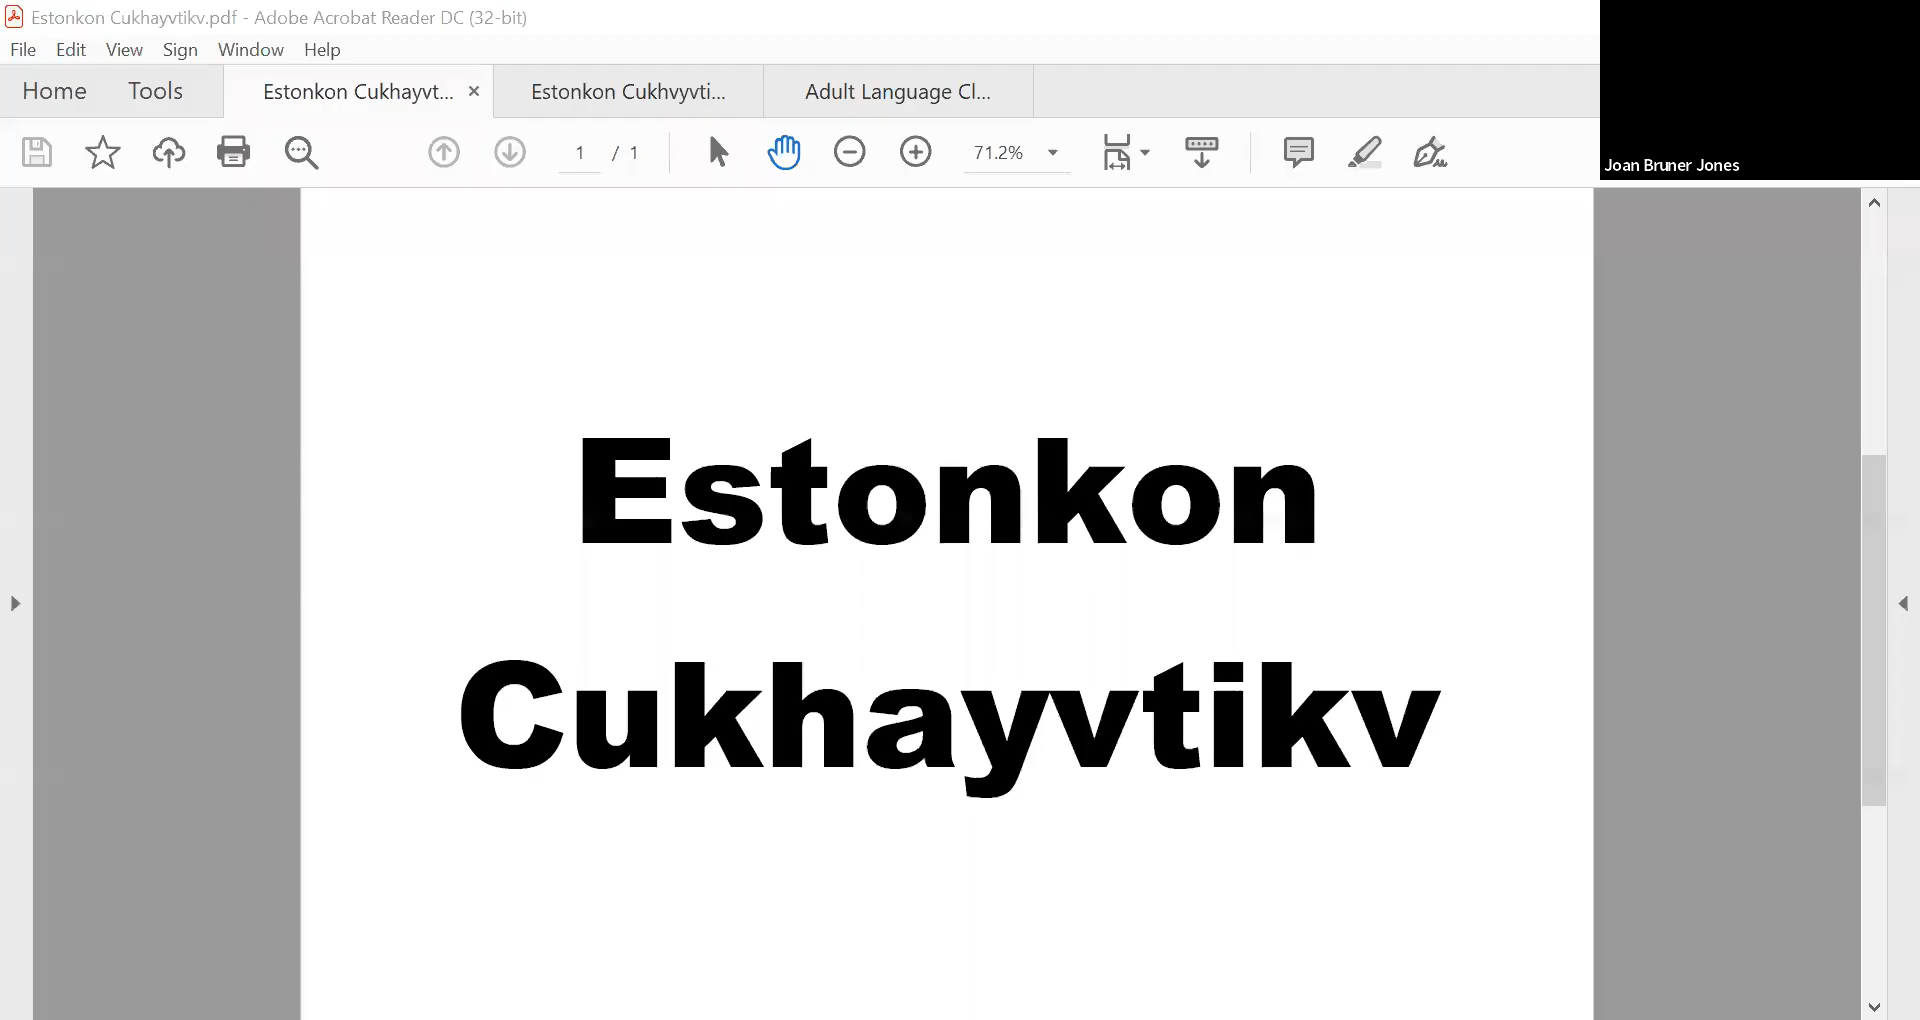 Estonkon Cukhayvtikv.pdf - Adobe Acrobat Reader DC (32-bit)
File Edit View Sign Window Help
Home Tools Estonkon Cukhayvt... × Estonkon Cukhvyvti... Adult Language Cl...
1 / 1 71.2%
Joan Bruner Jones
Estonkon
Cukhayvtikv